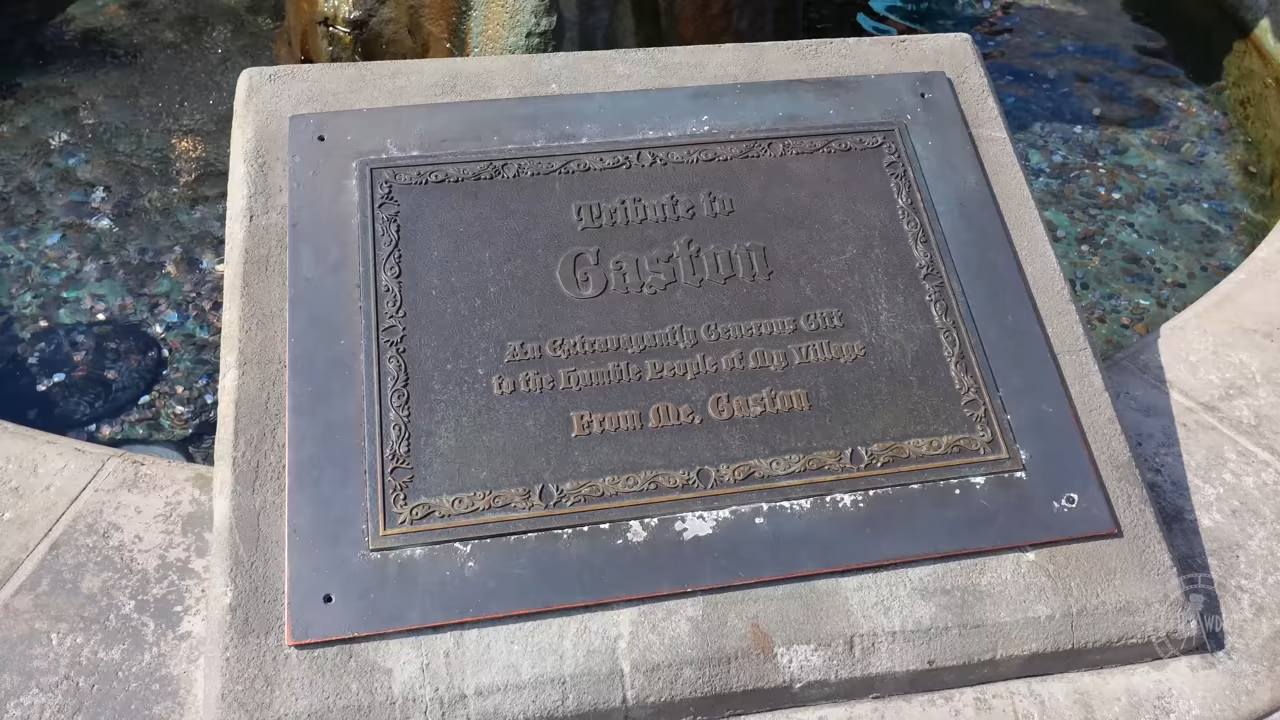 Tribute to
Gaston
An Extravagantly Generous Gift
to the Humble People of My Village
From Me, Gaston